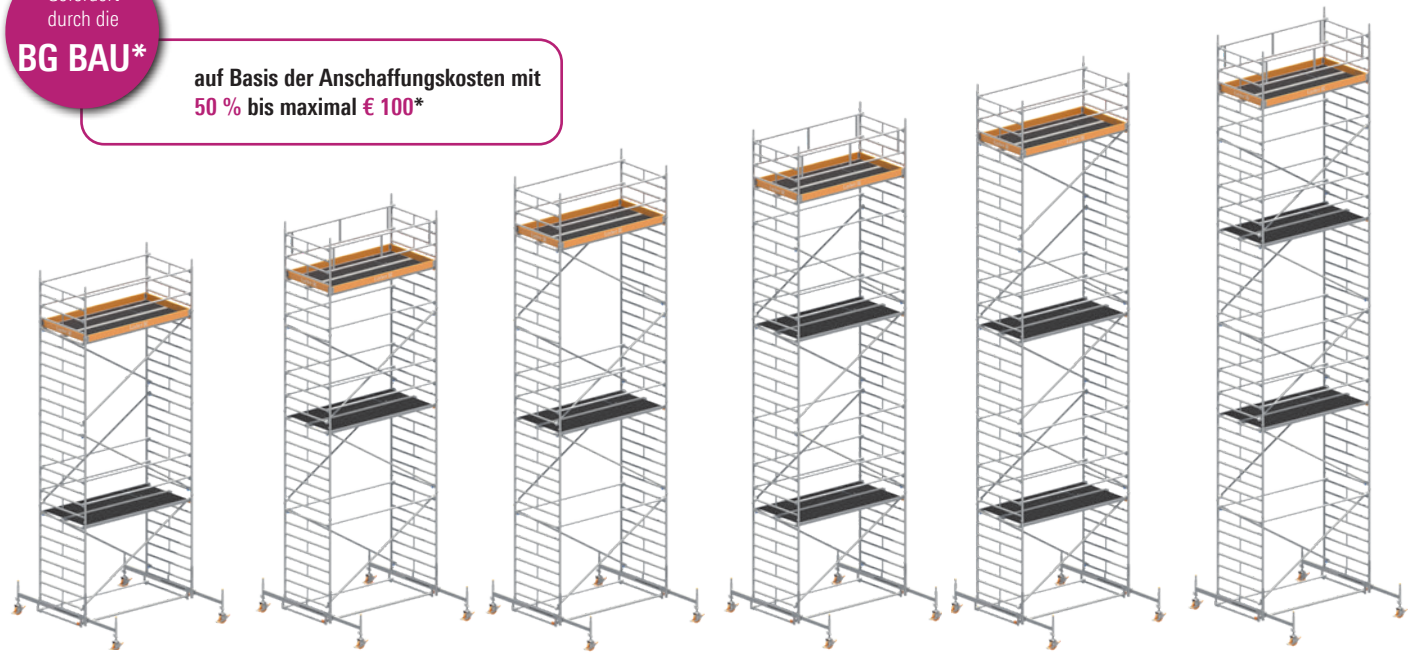 durch die
BG BAU*
auf Basis der Anschaffungskosten mit
50 % bis maximal € 100*